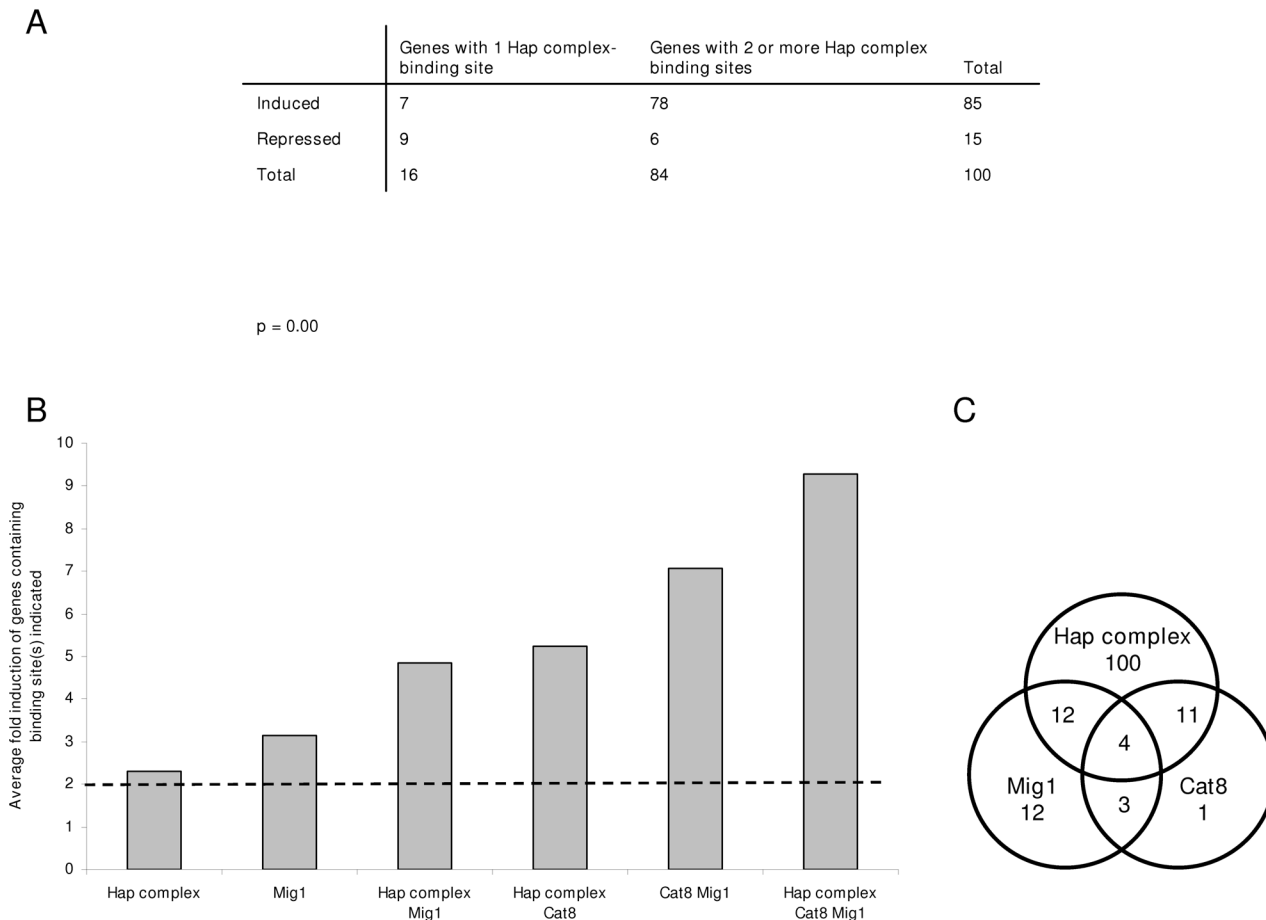 A
Genes with 1 Hap complex-
binding site
Genes with 2 or more Hap complex
binding sites
Total
Induced 7 78 85
Repressed 9 6 15
Total 16 84 100
p = 0.00
B
Average fold induction of genes containing
binding site(s) indicated
10
9
8
7
6
5
4
3
2
1
0
Hap complex
Mig1
Hap complex
Mig1
Hap complex
Cat8
Cat8 Mig1
Hap complex
Cat8 Mig1
C
Hap complex
100
12
11
4
Mig1
12
3
Cat8
1